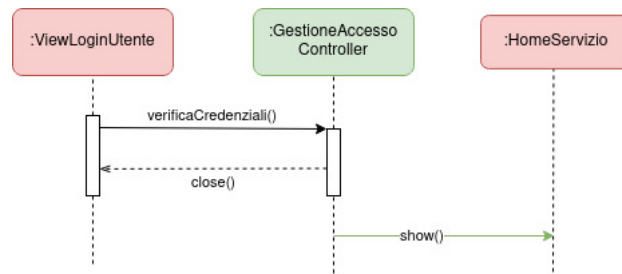 :ViewLoginUtente
:GestioneAccesso
Controller
:HomeServizio
verificaCredenziali()
close()
show()